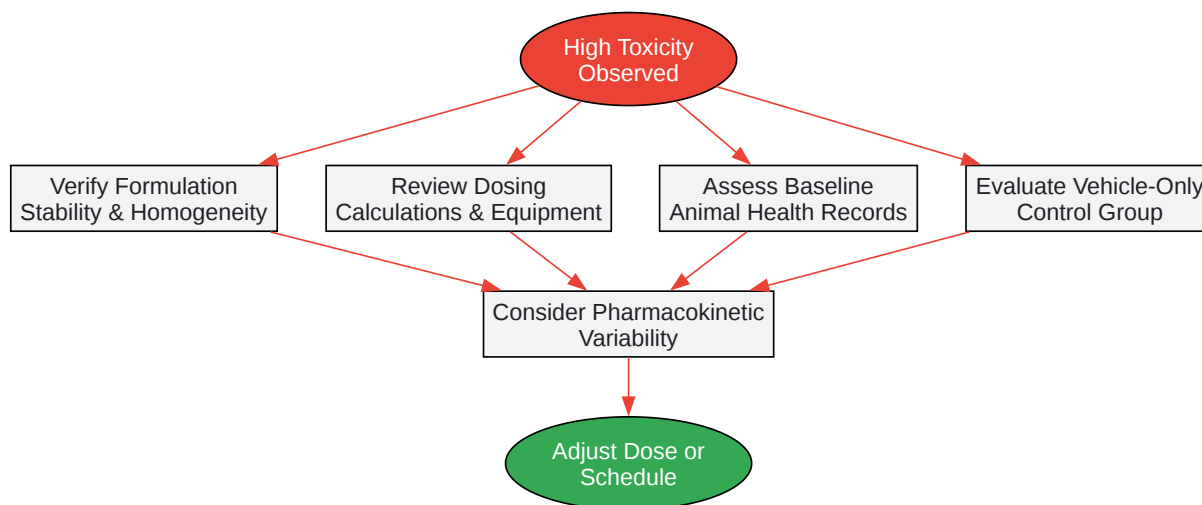 High Toxicity
Observed
Verify Formulation
Stability & Homogeneity
Review Dosing
Calculations & Equipment
Assess Baseline
Animal Health Records
Evaluate Vehicle-Only
Control Group
Consider Pharmacokinetic
Variability
Adjust Dose or
Schedule